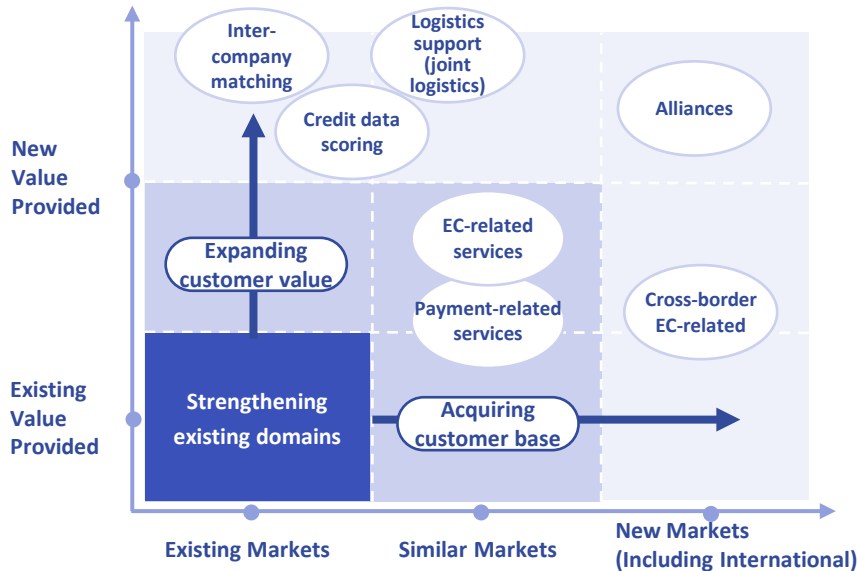 Inter-
company
matching
Logistics
support
(joint
logistics)
Credit data
scoring
Alliances
New
Value
Provided
EC-related
services
Expanding
customer value
Payment-related
services
Cross-border
EC-related
Existing
Value
Provided
Strengthening
existing domains
Acquiring
customer base
Existing Markets
Similar Markets
New Markets
(Including International)